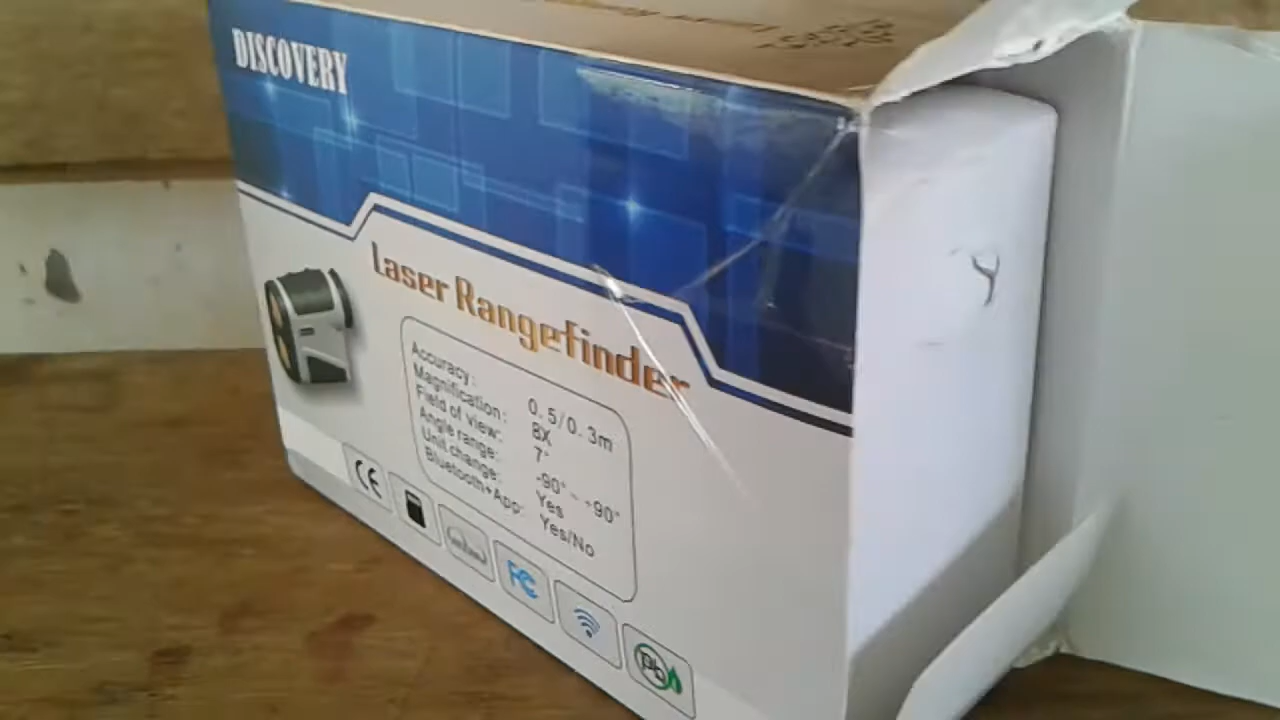 DISCOVERY
Laser Rangefinder
Accuracy: 0.5/0.3m
Magnification: 8X
Field of view: 7°
Angle range: -90° ~ +90°
Unit change: Yes
Bluetooth+App: Yes/No
CE
FC
Pb